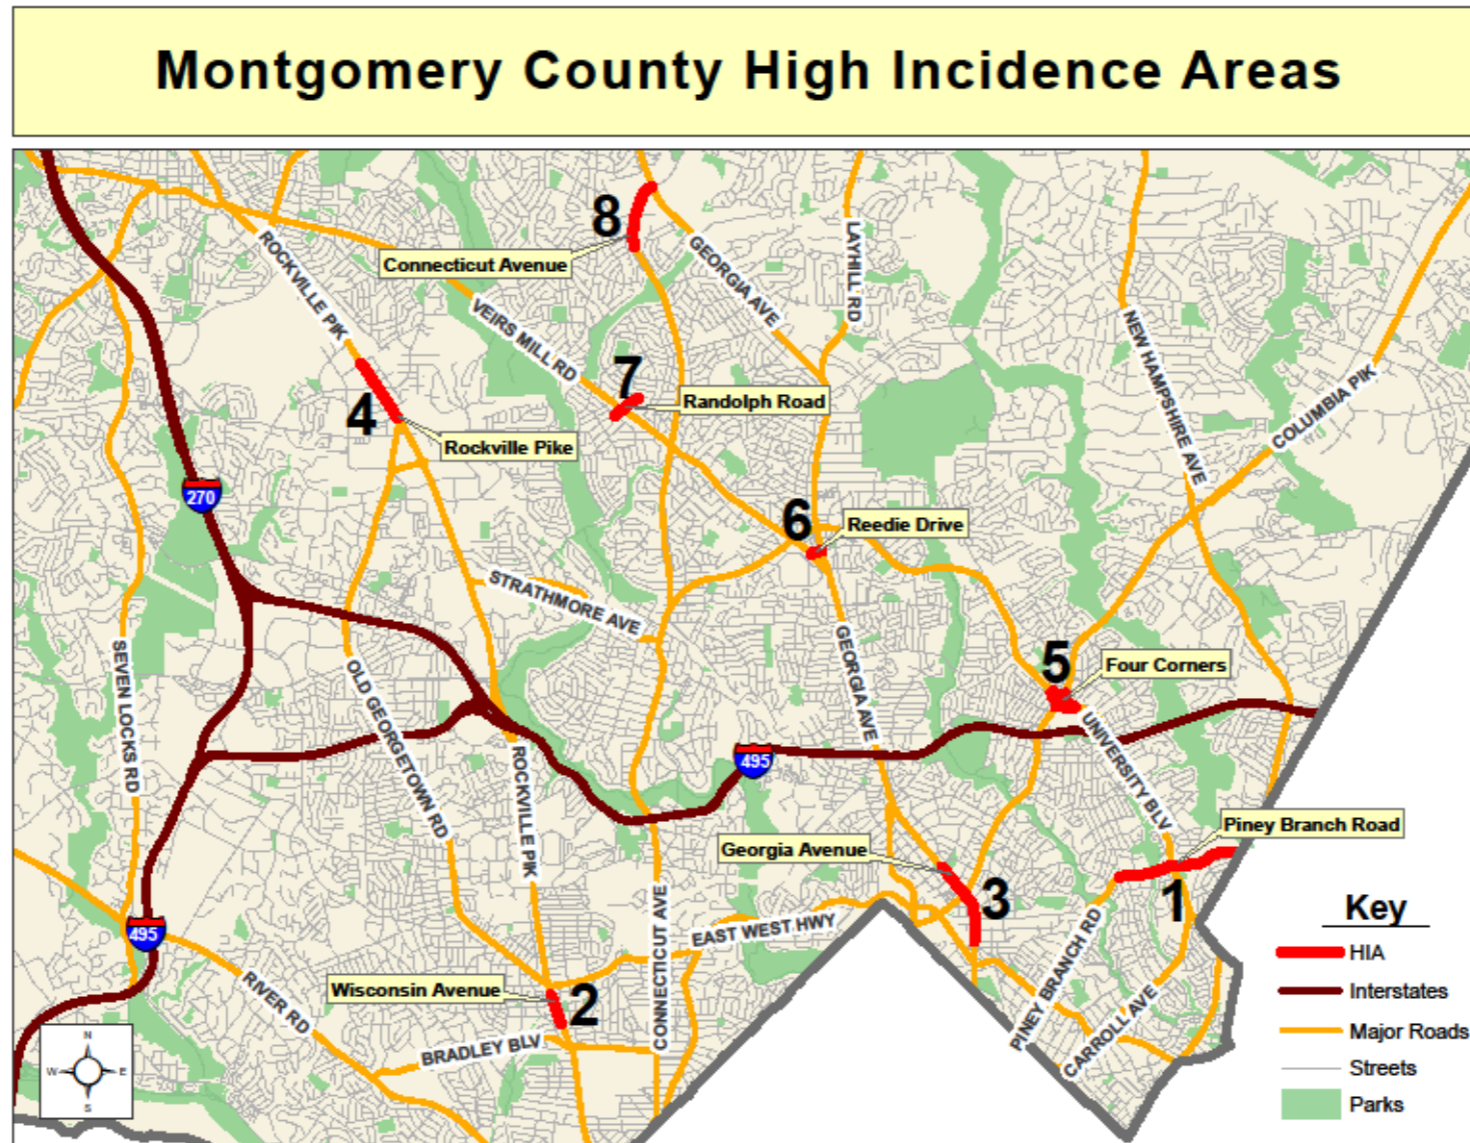 Montgomery County High Incidence Areas
8
Connecticut Avenue
ROCKVILLE PIK
GEORGIA AVE
LAYHILL RD
VEIRS MILL RD
NEW HAMPSHIRE AVE
COLUMBIA PIK
7
Randolph Road
4
Rockville Pike
270
6
Reedie Drive
STRATHMORE AVE
SEVEN LOCKS RD
OLD GEORGETOWN RD
GEORGIA AVE
5
Four Corners
UNIVERSITY BLV
495
ROCKVILLE PIK
Piney Branch Road
Georgia Avenue
3
1
CONNECTICUT AVE
EAST WEST HWY
495
RIVER RD
Wisconsin Avenue
2
BRADLEY BLV
PINEY BRANCH RD
CARROLL AVE
Key
HIA
Interstates
Major Roads
Streets
Parks
N
W
E
S